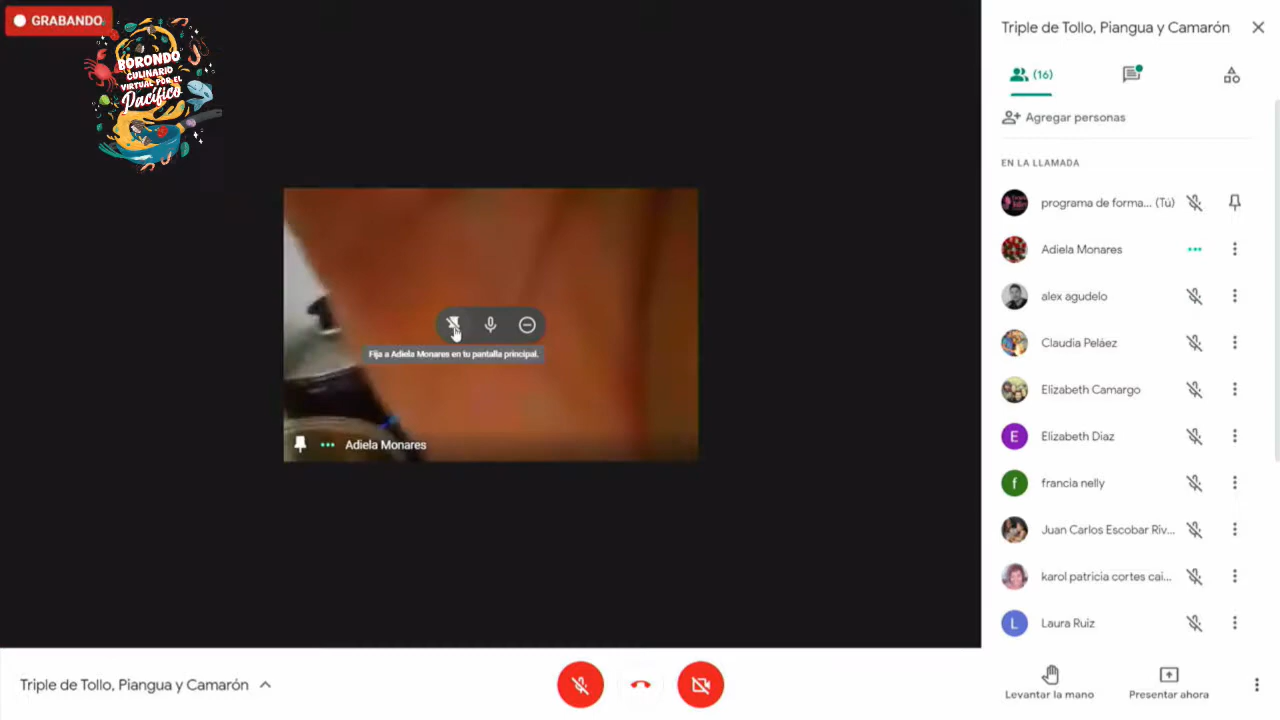 GRABANDO
BORONDO
CULINARIO
VIRTUAL POR EL
Pacífico
Fija a Adiela Monares en tu pantalla principal.
Adiela Monares
Triple de Tollo, Piangua y Camarón
(16)
Agregar personas
EN LA LLAMADA
programa de forma... (Tú)
Adiela Monares
alex agudelo
Claudia Peláez
Elizabeth Camargo
E
Elizabeth Diaz
f
francia nelly
Juan Carlos Escobar Riv...
karol patricia cortes cai...
L
Laura Ruiz
Triple de Tollo, Piangua y Camarón
Levantar la mano
Presentar ahora